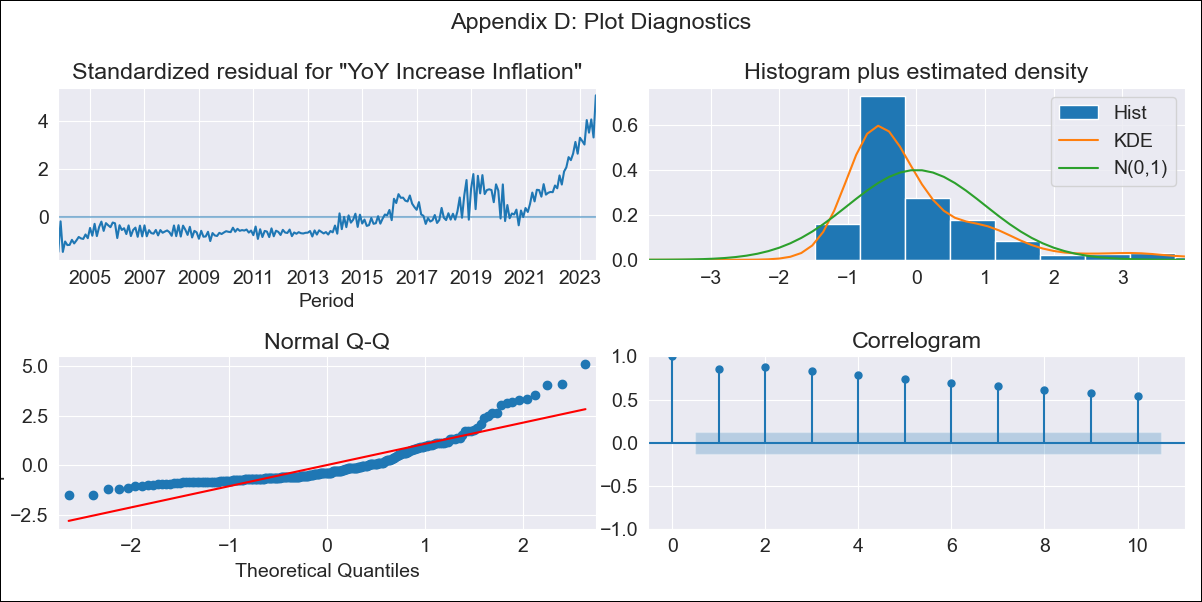 Appendix D: Plot Diagnostics
Standardized residual for "YoY Increase Inflation"
4
2
0
2005 2007 2009 2011 2013 2015 2017 2019 2021 2023
Period
Histogram plus estimated density
Hist
KDE
N(0,1)
0.6
0.4
0.2
0.0
−3 −2 −1 0 1 2 3
Normal Q-Q
5.0
2.5
0.0
−2.5
−2 −1 0 1 2
Theoretical Quantiles
Correlogram
1.0
0.5
0.0
−0.5
−1.0
0 2 4 6 8 10